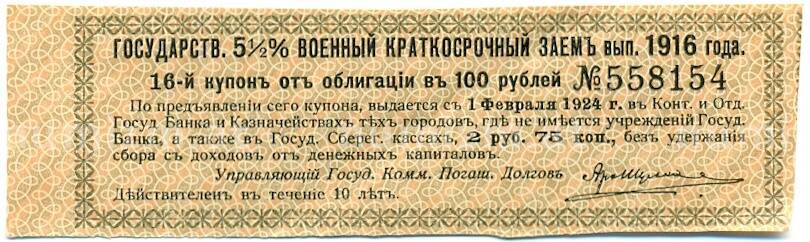 ГОСУДАРСТВ. 5½% ВОЕННЫЙ КРАТКОСРОЧНЫЙ ЗАЕМЪ вып. 1916 года.
16-й купонъ отъ облигаціи въ 100 рублей №558154
По предъявленіи сего купона, выдается съ 1 Февраля 1924 г. въ Конт. и Отд.
Госуд. Банка и Казначействахъ тѣхъ городовъ, гдѣ не имѣется учрежденій Госуд.
Банка, а также въ Госуд. Сберег. кассахъ, 2 руб. 75 коп., безъ удержанія
сбора съ доходовъ отъ денежныхъ капиталовъ.
Управляющій Госуд. Комм. Погаш. Долговъ
Дѣйствителенъ въ теченіе 10 лѣтъ.